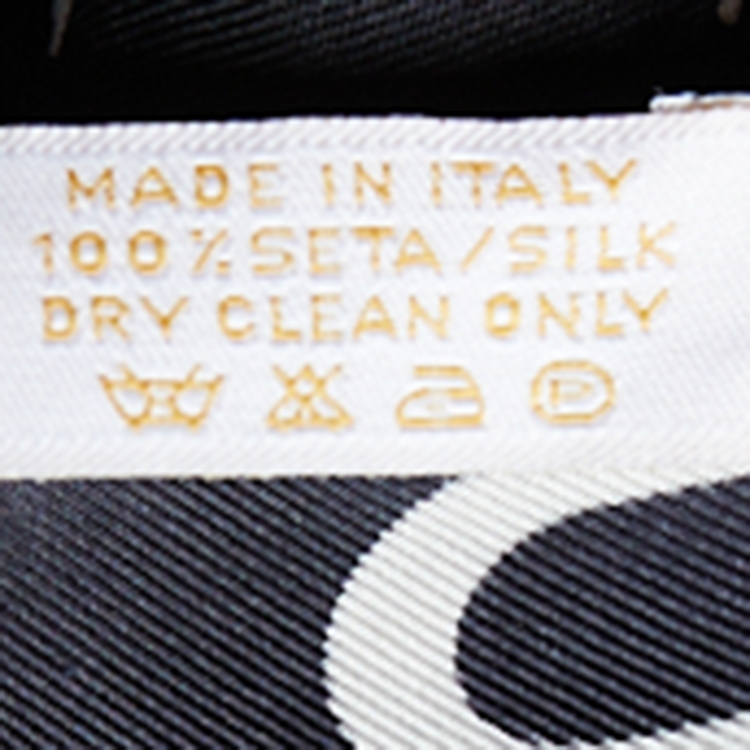 MADE IN ITALY
100% SETA/SILK
DRY CLEAN ONLY
P